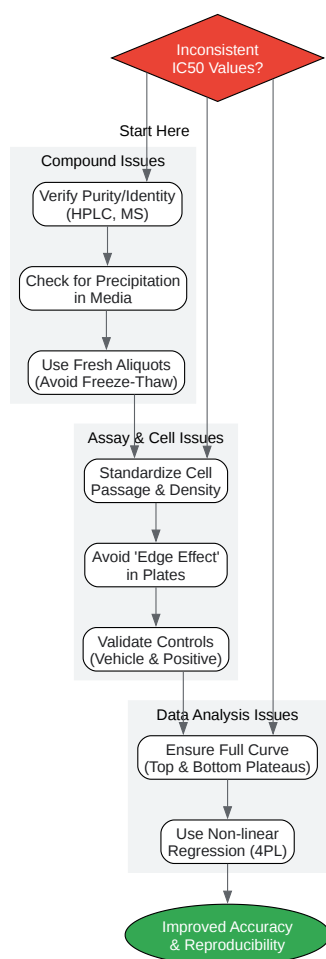 Inconsistent
IC50 Values?
Start Here
Compound Issues
Verify Purity/Identity
(HPLC, MS)
Check for Precipitation
in Media
Use Fresh Aliquots
(Avoid Freeze-Thaw)
Assay & Cell Issues
Standardize Cell
Passage & Density
Avoid 'Edge Effect'
in Plates
Validate Controls
(Vehicle & Positive)
Data Analysis Issues
Ensure Full Curve
(Top & Bottom Plateaus)
Use Non-linear
Regression (4PL)
Improved Accuracy
& Reproducibility